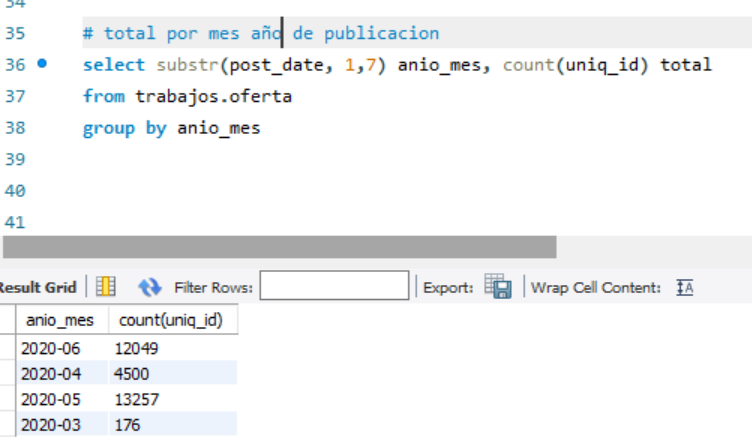 34
35 # total por mes año de publicacion
36 select substr(post_date, 1,7) anio_mes, count(uniq_id) total
37 from trabajos.oferta
38 group by anio_mes
39
40
41
Result Grid Filter Rows: Export: Wrap Cell Content: IA
anio_mes count(uniq_id)
2020-06 12049
2020-04 4500
2020-05 13257
2020-03 176